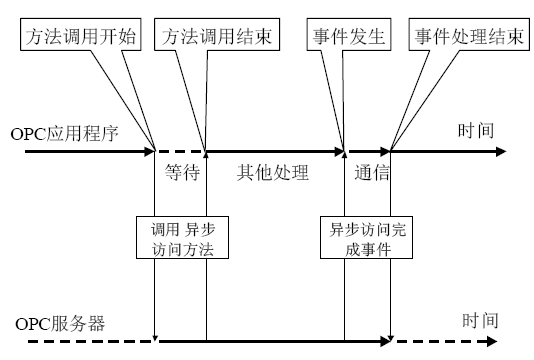 方法调用开始
方法调用结束
事件发生
事件处理结束
OPC应用程序
时间
等待
其他处理
通信
调用 异步
访问方法
异步访问完
成事件
OPC服务器
时间